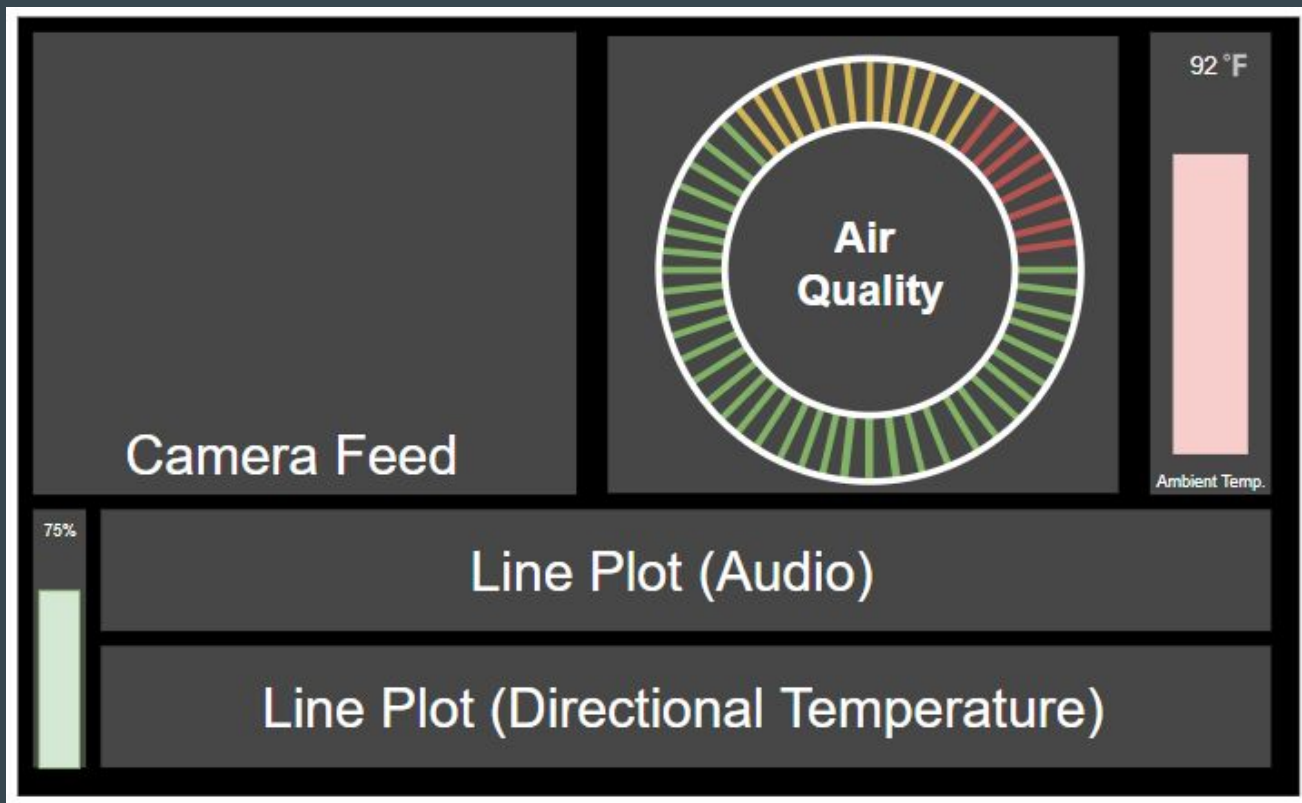 Camera Feed
Air
Quality
92 °F
Ambient Temp.
75%
Line Plot (Audio)
Line Plot (Directional Temperature)